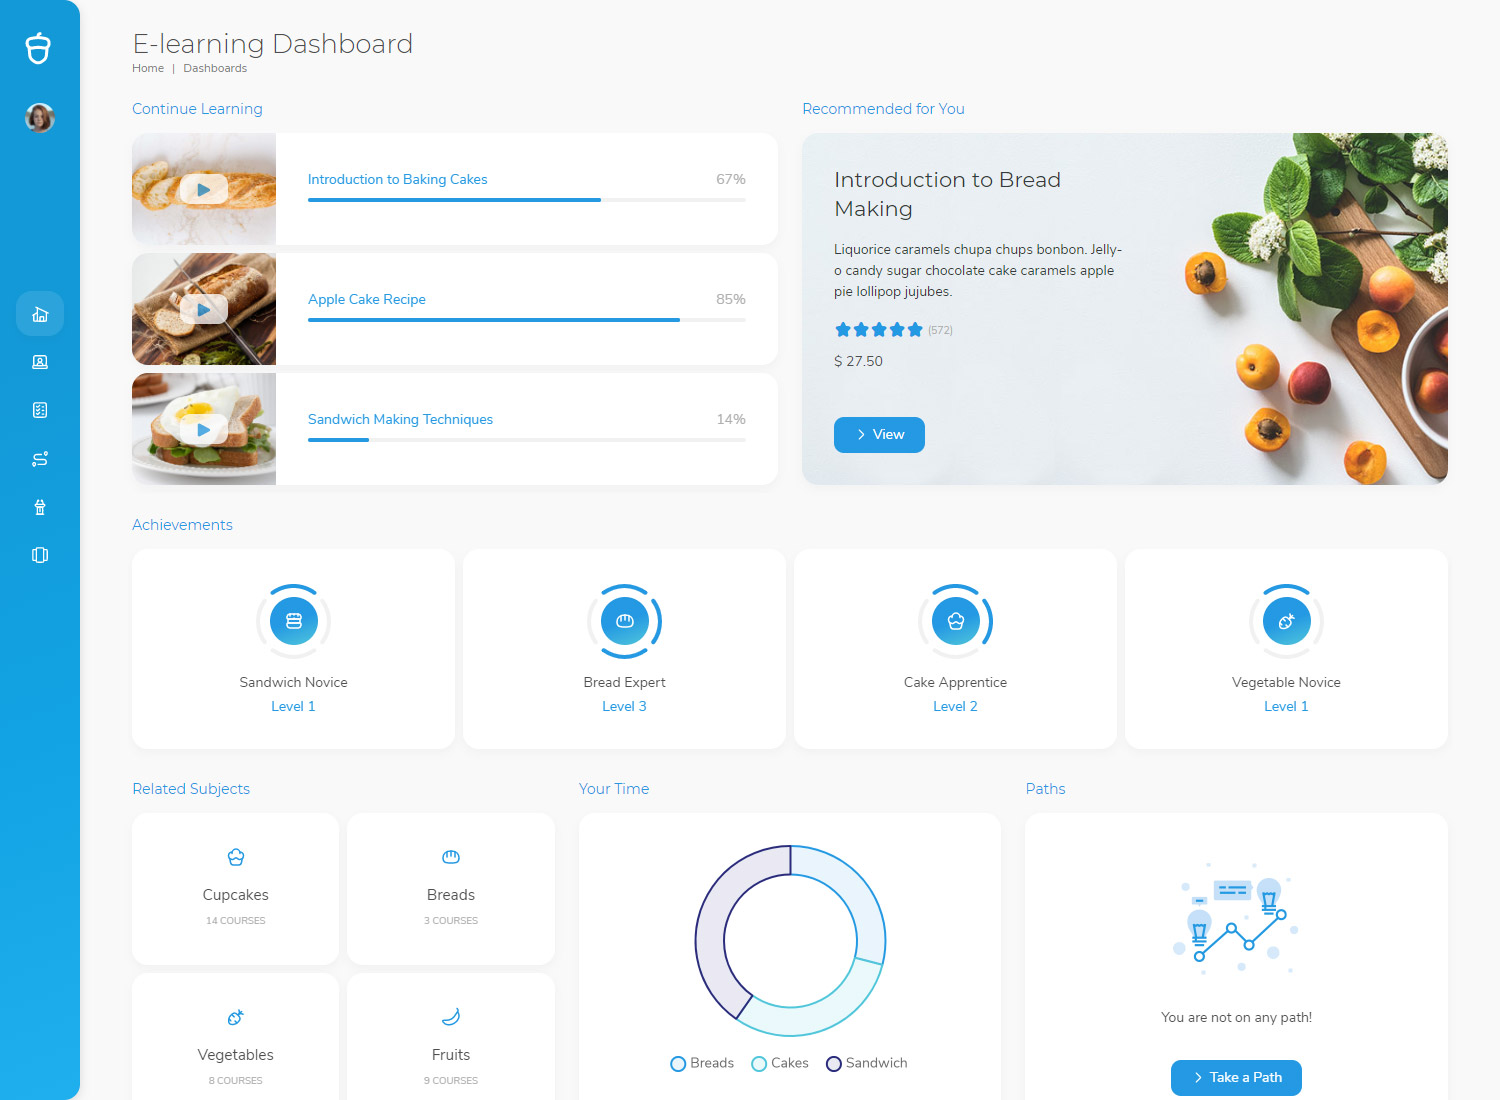 E-learning Dashboard
Home | Dashboards
Continue Learning
Introduction to Baking Cakes 67%
Apple Cake Recipe 85%
Sandwich Making Techniques 14%
Recommended for You
Introduction to Bread
Making
Liquorice caramels chupa chups bonbon. Jelly-
o candy sugar chocolate cake caramels apple
pie lollipop jujubes.
(572)
$ 27.50
View
Achievements
Sandwich Novice
Level 1
Bread Expert
Level 3
Cake Apprentice
Level 2
Vegetable Novice
Level 1
Related Subjects
Cupcakes
14 COURSES
Breads
3 COURSES
Vegetables
8 COURSES
Fruits
9 COURSES
Your Time
Breads Cakes Sandwich
Paths
You are not on any path!
Take a Path